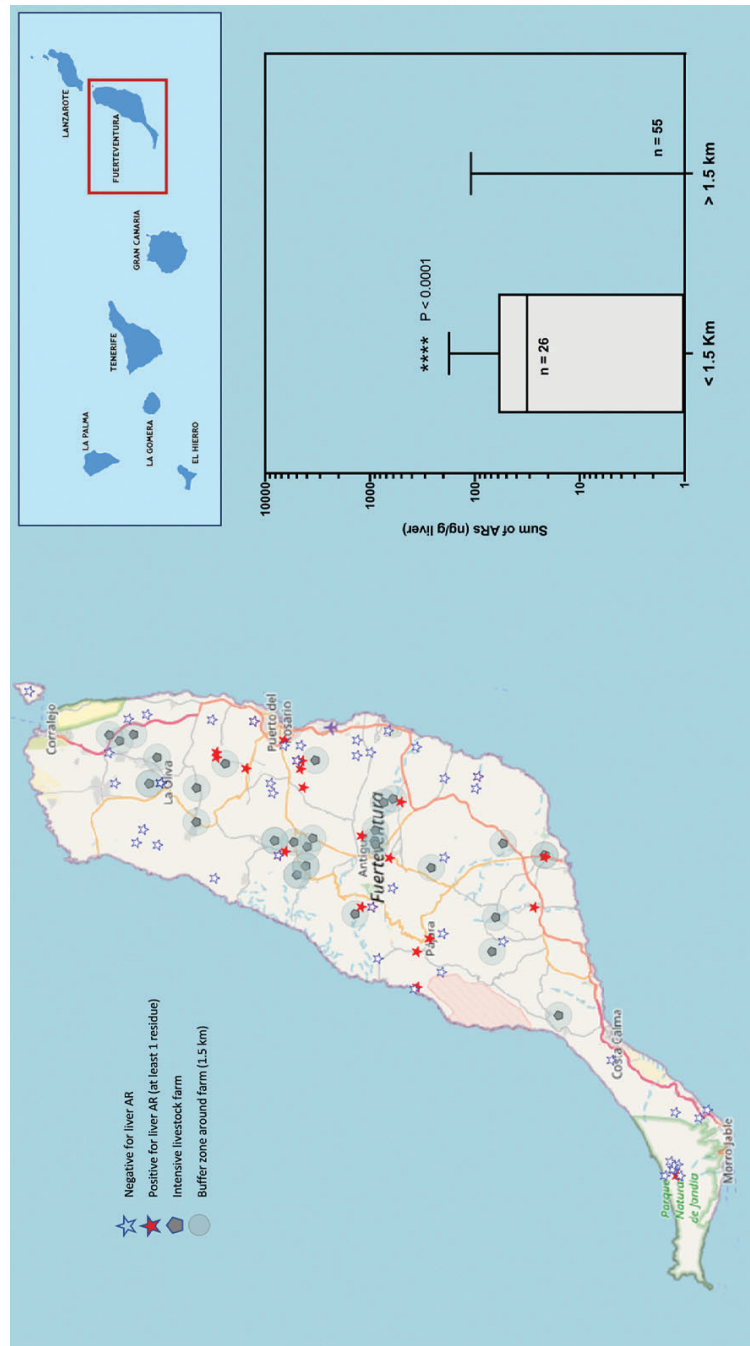 Negative for liver AR
Positive for liver AR (at least 1 residue)
Intensive livestock farm
Buffer zone around farm (1.5 km)
Corralejo
La Oliva
Puerto del
Rosario
Antigua
Fuerteventura
Pájara
Costa Calma
Parque
Natural
de Jandía
Morro Jable
LANZAROTE
FUERTEVENTURA
GRAN CANARIA
TENERIFE
LA PALMA
LA GOMERA
EL HIERRO
Sum of ARs (ng/g liver)
10000
1000
100
10
1
**** P < 0.0001
n = 26
n = 55
< 1.5 Km
> 1.5 km